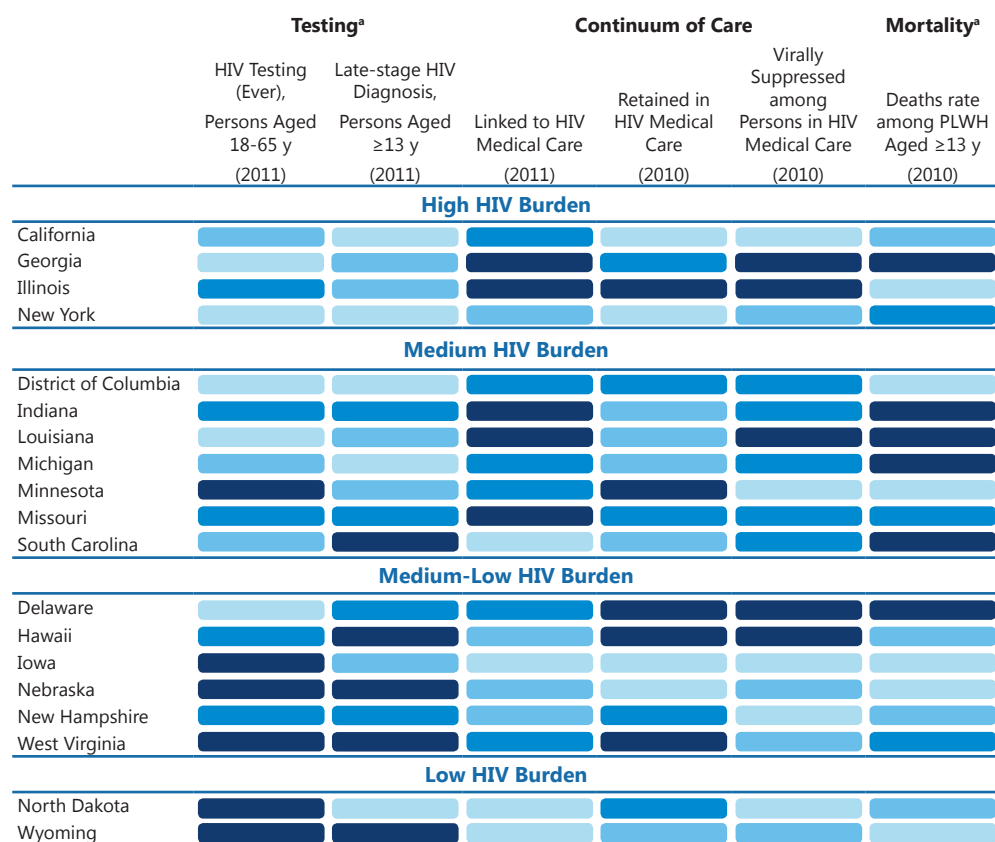 Testingᵃ Continuum of Care Mortalityᵃ
HIV Testing
(Ever),
Persons Aged
18-65 y
(2011)
Late-stage HIV
Diagnosis,
Persons Aged
≥13 y
(2011)
Linked to HIV
Medical Care
(2011)
Retained in
HIV Medical
Care
(2010)
Virally
Suppressed
among
Persons in HIV
Medical Care
(2010)
Deaths rate
among PLWH
Aged ≥13 y
(2010)
High HIV Burden
California
Georgia
Illinois
New York
Medium HIV Burden
District of Columbia
Indiana
Louisiana
Michigan
Minnesota
Missouri
South Carolina
Medium-Low HIV Burden
Delaware
Hawaii
Iowa
Nebraska
New Hampshire
West Virginia
Low HIV Burden
North Dakota
Wyoming